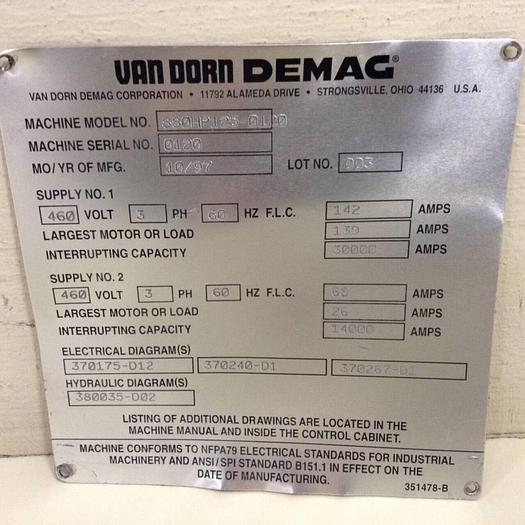 VAN DORN DEMAG®
VAN DORN DEMAG CORPORATION • 11792 ALAMEDA DRIVE • STRONGSVILLE, OHIO 44136 U.S.A.
MACHINE MODEL NO. 880HP123-0120
MACHINE SERIAL NO. 0120
MO/YR OF MFG. 10/97 LOT NO. 003
SUPPLY NO. 1
460 VOLT 3 PH 60 HZ F.L.C. 142 AMPS
LARGEST MOTOR OR LOAD 139 AMPS
INTERRUPTING CAPACITY 30000 AMPS
SUPPLY NO. 2
460 VOLT 3 PH 60 HZ F.L.C. AMPS
LARGEST MOTOR OR LOAD 26 AMPS
INTERRUPTING CAPACITY 14000 AMPS
ELECTRICAL DIAGRAM(S)
370175-D12 370240-D1 370267-D1
HYDRAULIC DIAGRAM(S)
380035-D02
LISTING OF ADDITIONAL DRAWINGS ARE LOCATED IN THE
MACHINE MANUAL AND INSIDE THE CONTROL CABINET.
MACHINE CONFORMS TO NFPA79 ELECTRICAL STANDARDS FOR INDUSTRIAL
MACHINERY AND ANSI/SPI STANDARD B151.1 IN EFFECT ON THE
DATE OF MANUFACTURING.
351478-B